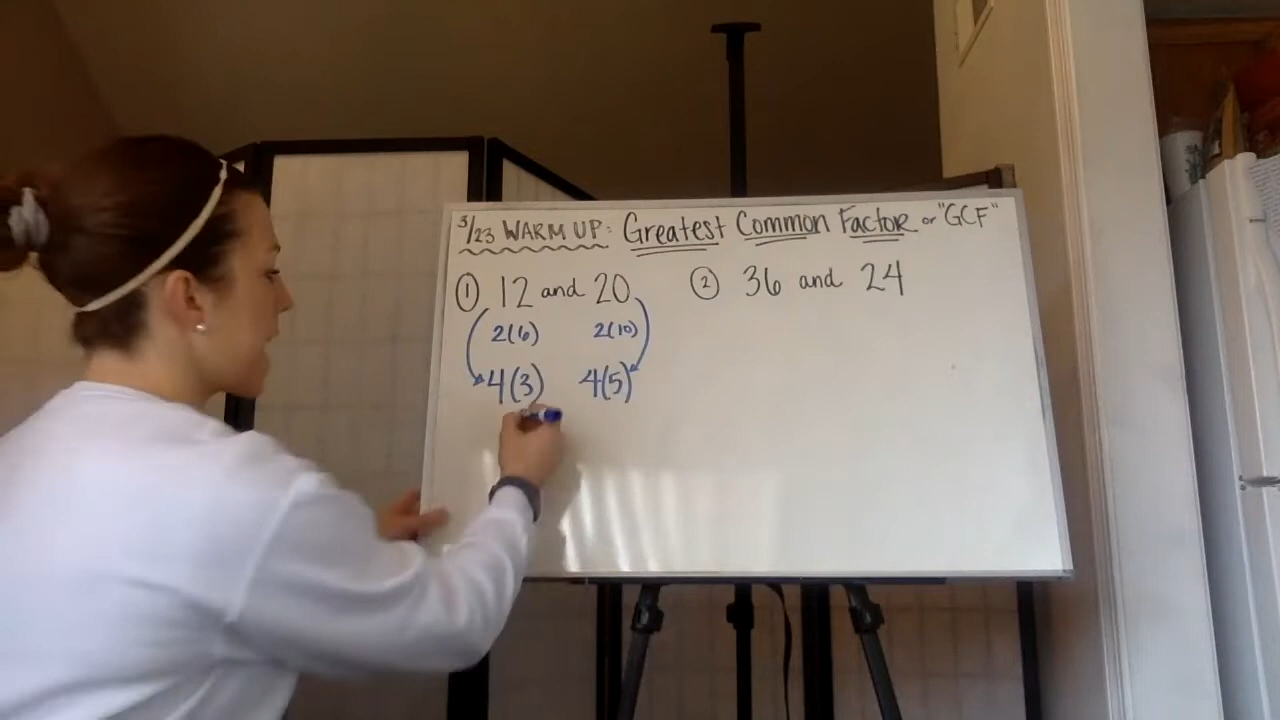 3/23 WARM UP: Greatest Common Factor or "GCF"
① 12 and 20
2(6) 2(10)
4(3) 4(5)
② 36 and 24